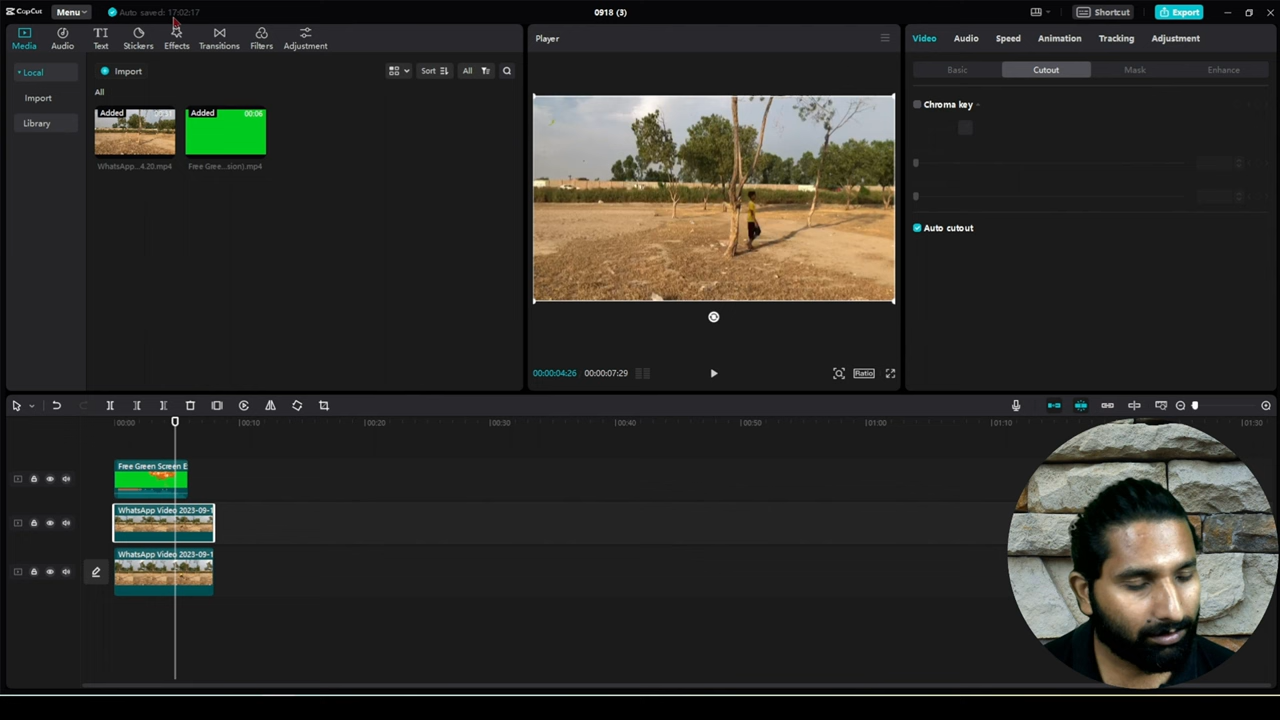 CapCut
Menu
Auto saved: 17:02:17
0918 (3)
Shortcut
Export
Media
Audio
Text
Stickers
Effects
Transitions
Filters
Adjustment
Local
Import
Library
Import
Sort
All
All
Added
Added
00:06
WhatsApp...4.20.mp4
Free Gree...sion).mp4
Player
00:00:04:26
00:00:07:29
Ratio
Video
Audio
Speed
Animation
Tracking
Adjustment
Basic
Cutout
Mask
Enhance
Chroma key
Auto cutout
00:00
00:10
00:20
00:30
00:40
00:50
01:00
01:10
01:30
Free Green Screen E
WhatsApp Video 2023-09-1
WhatsApp Video 2023-09-1